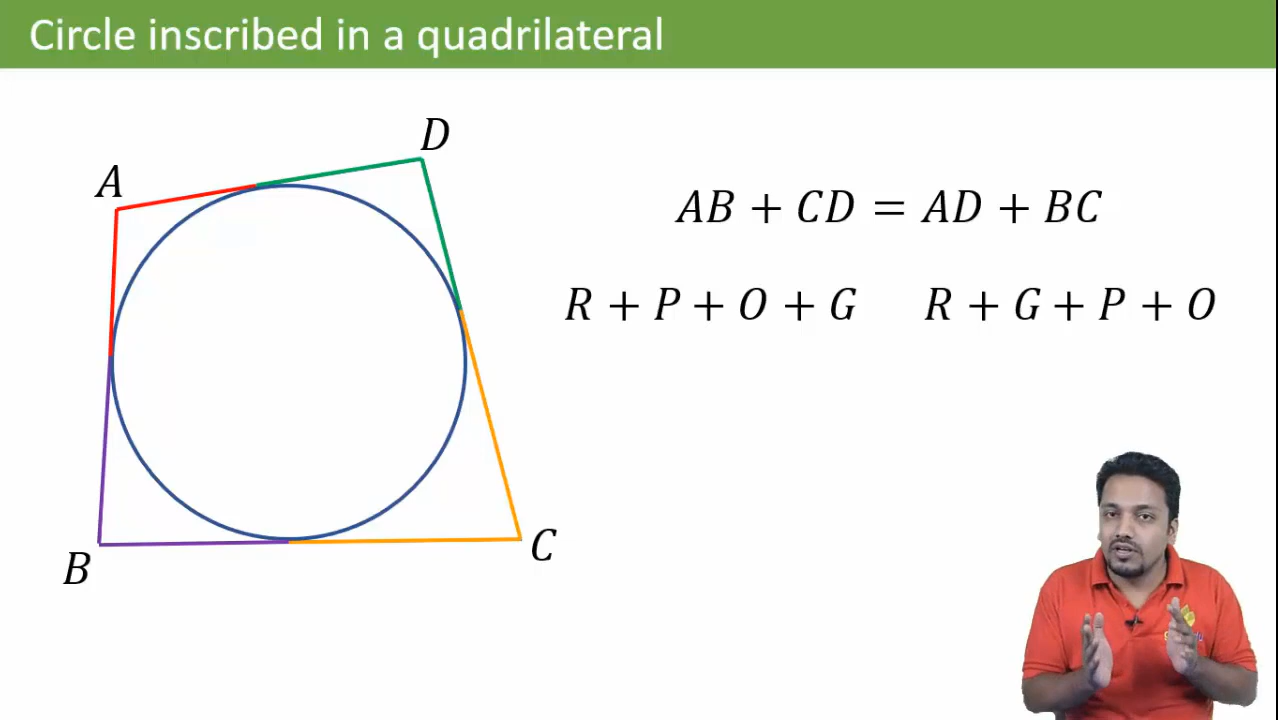 Circle inscribed in a quadrilateral
D
A
AB + CD = AD + BC
R + P + O + G    R + G + P + O
C
B